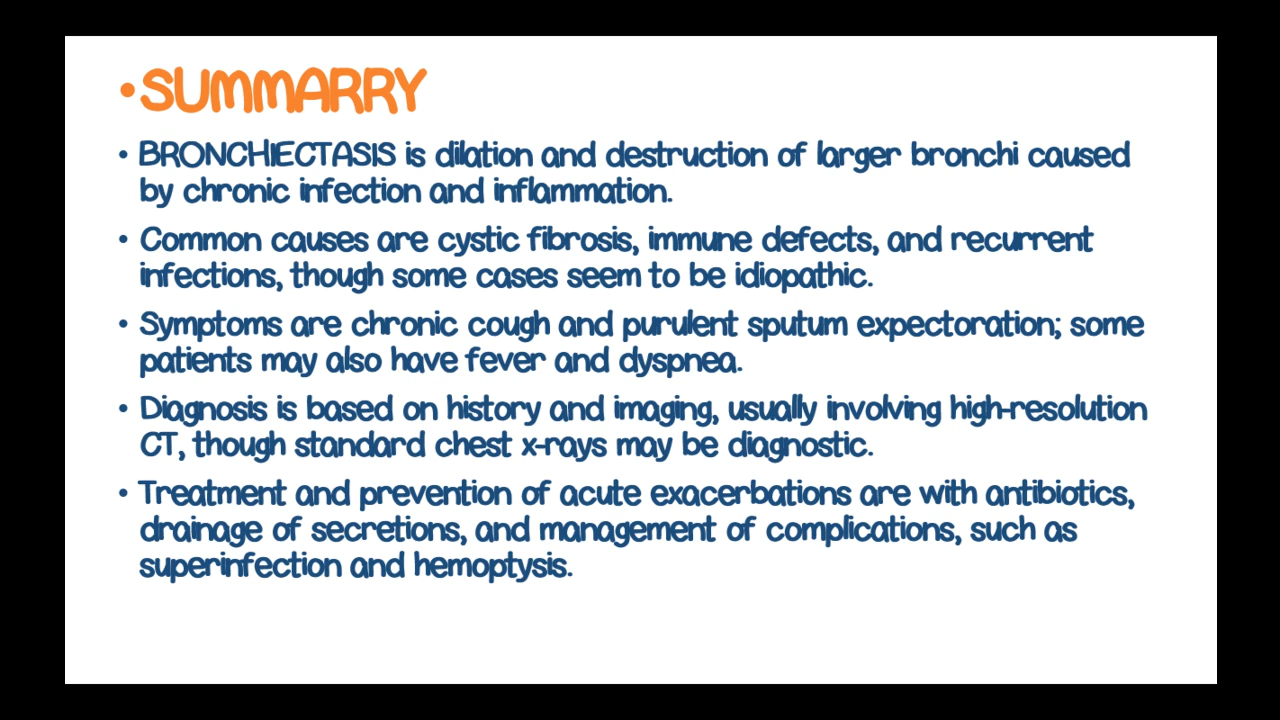 •SUMMARRY
• BRONCHIECTASIS is dilation and destruction of larger bronchi caused
by chronic infection and inflammation.
• Common causes are cystic fibrosis, immune defects, and recurrent
infections, though some cases seem to be idiopathic.
• Symptoms are chronic cough and purulent sputum expectoration; some
patients may also have fever and dyspnea.
• Diagnosis is based on history and imaging, usually involving high-resolution
CT, though standard chest x-rays may be diagnostic.
• Treatment and prevention of acute exacerbations are with antibiotics,
drainage of secretions, and management of complications, such as
superinfection and hemoptysis.